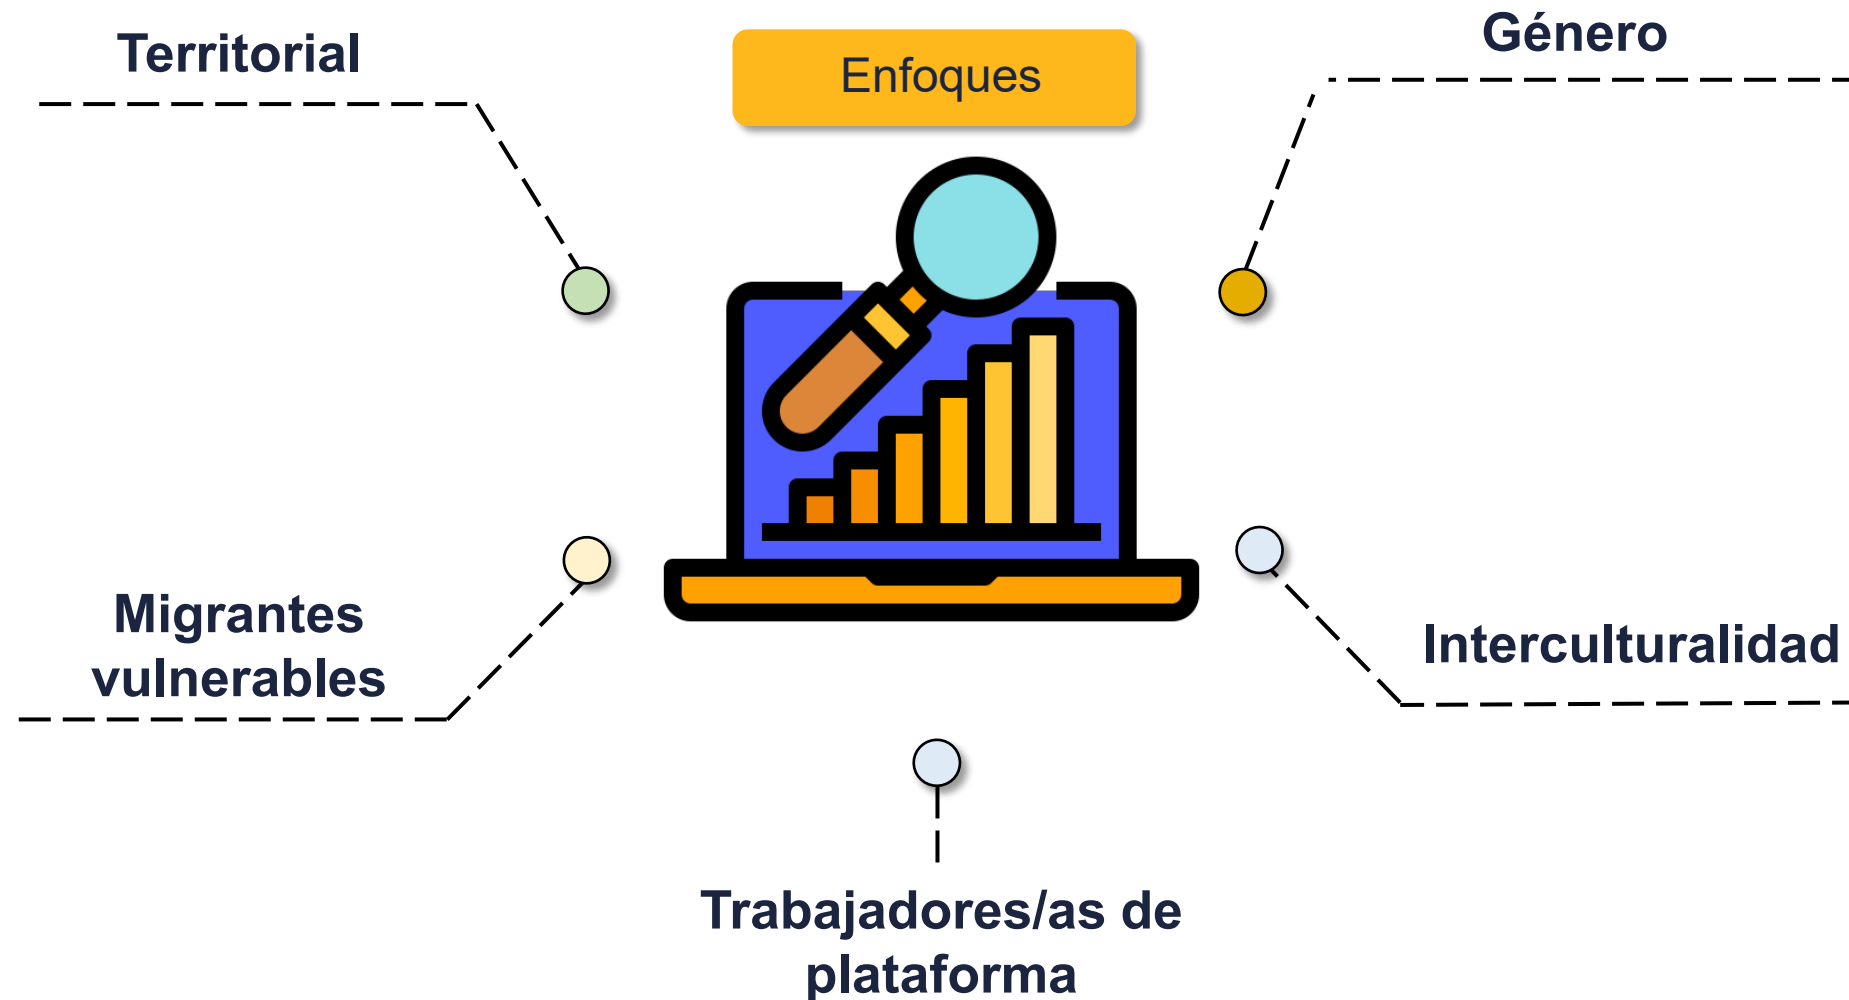 Enfoques
Territorial
Género
Migrantes
vulnerables
Interculturalidad
Trabajadores/as de
plataforma